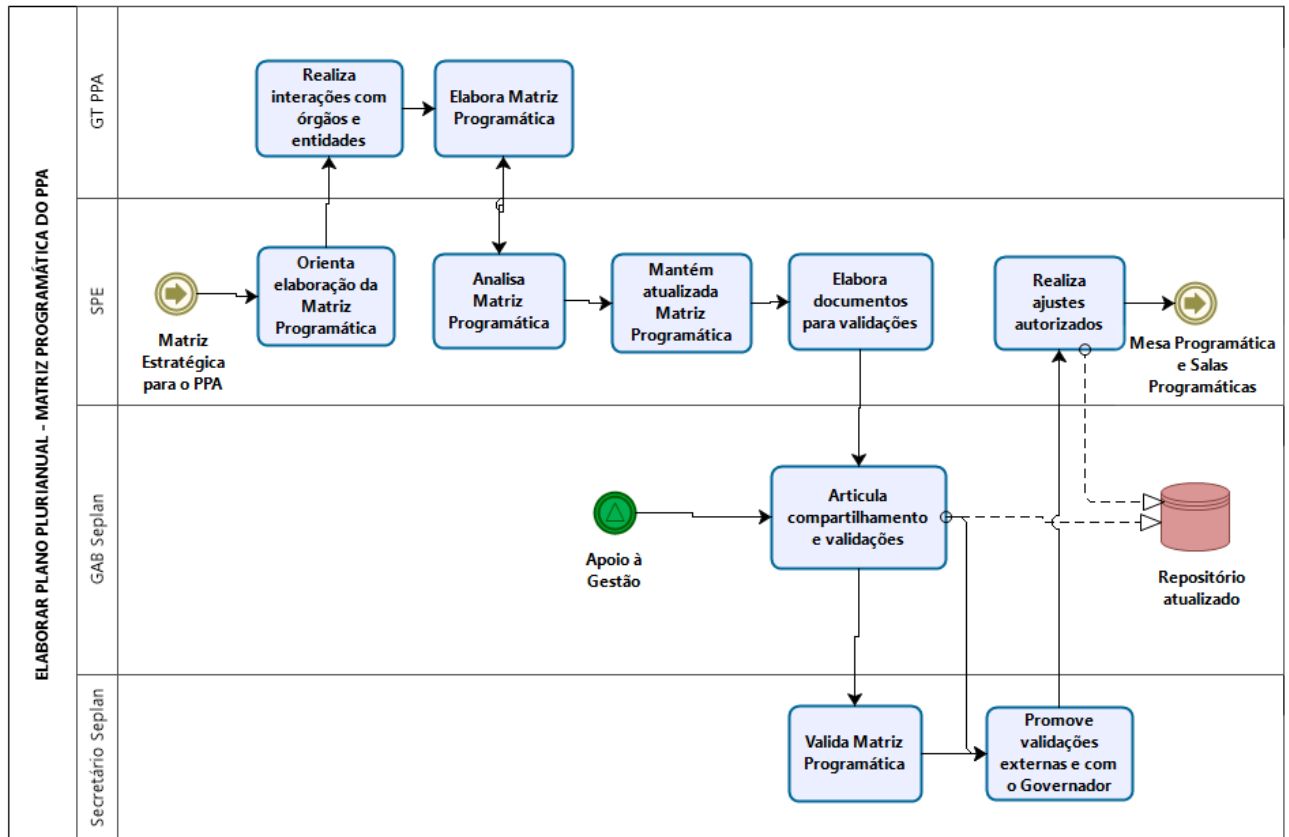 ELABORAR PLANO PLURIANUAL - MATRIZ PROGRAMÁTICA DO PPA
GT PPA
Realiza
interações com
órgãos e
entidades
Elabora Matriz
Programática
SPE
Matriz
Estratégica
para o PPA
Orienta
elaboração da
Matriz
Programática
Analisa
Matriz
Programática
Mantém
atualizada
Matriz
Programática
Elabora
documentos
para validações
Realiza
ajustes
autorizados
Mesa Programática
e Salas
Programáticas
GAB Seplan
Apoio à
Gestão
Articula
compartilhamento
e validações
Repositório
atualizado
Secretário Seplan
Valida Matriz
Programática
Promove
validações
externas e com
o Governador